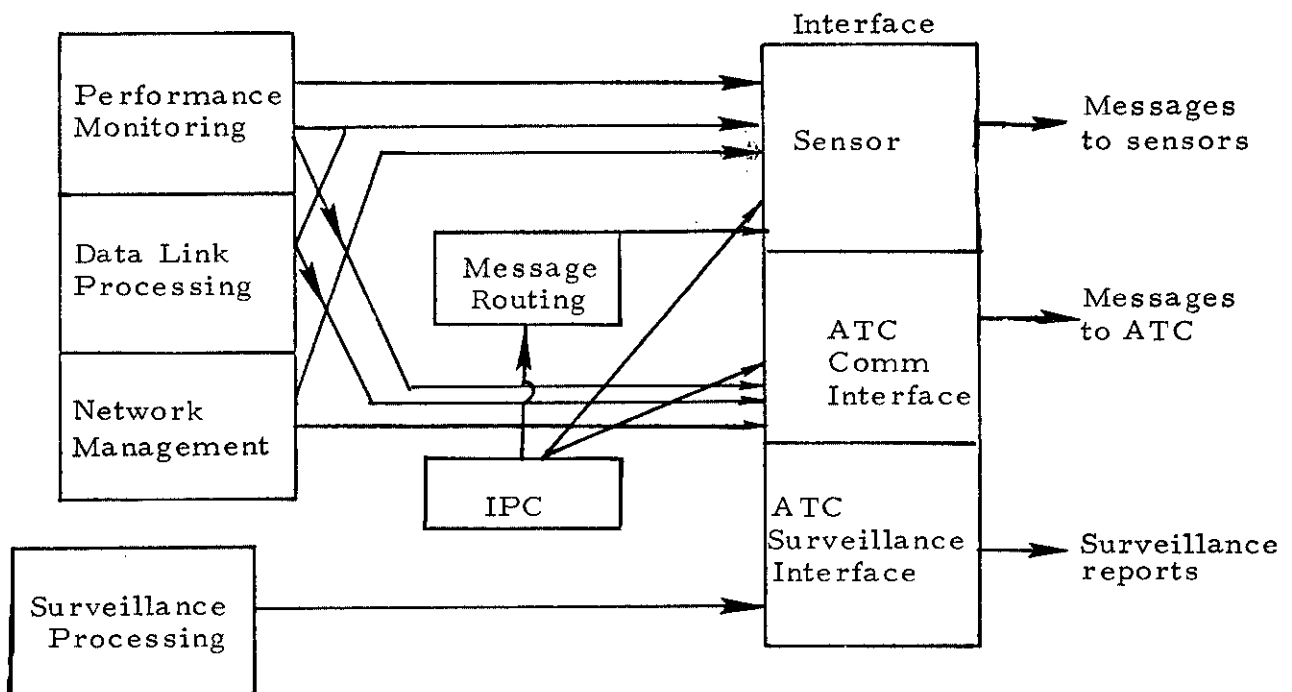 Interface
Performance
Monitoring
Data Link
Processing
Network
Management
Surveillance
Processing
Message
Routing
IPC
Sensor
ATC
Comm
Interface
ATC
Surveillance
Interface
Messages
to sensors
Messages
to ATC
Surveillance
reports